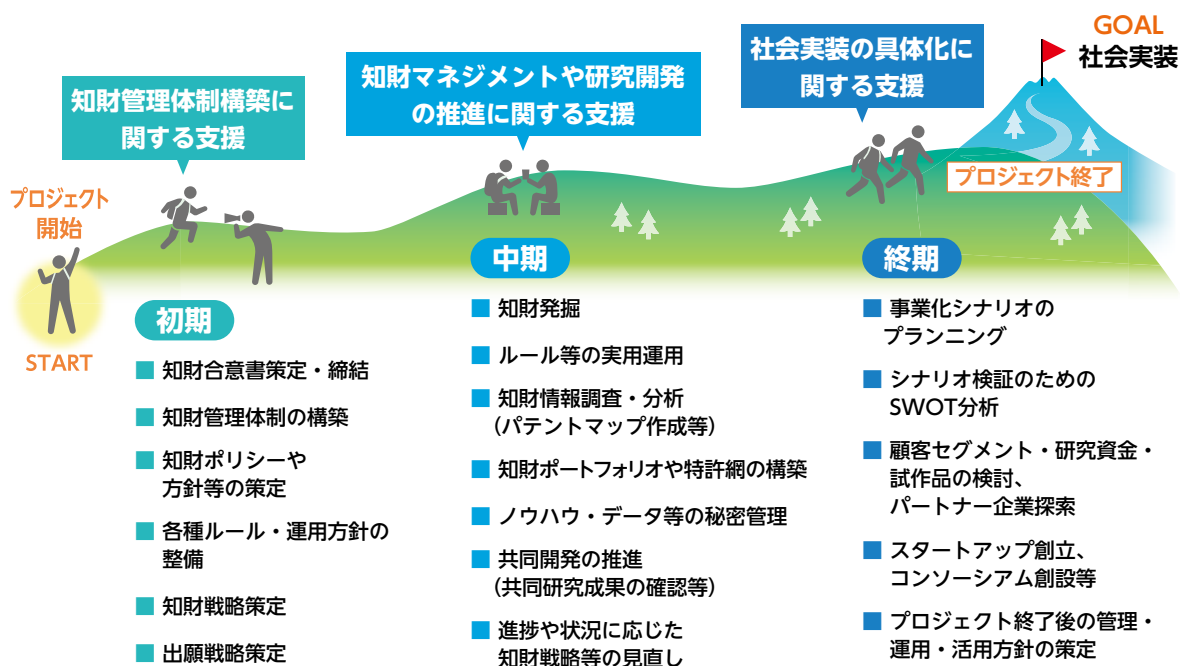 GOAL
社会実装
社会実装の具体化に
関する支援
知財マネジメントや研究開発
の推進に関する支援
知財管理体制構築に
関する支援
プロジェクト終了
プロジェクト
開始
START
初期
■ 知財合意書策定・締結
■ 知財管理体制の構築
■ 知財ポリシーや
方針等の策定
■ 各種ルール・運用方針の
整備
■ 知財戦略策定
■ 出願戦略策定
中期
■ 知財発掘
■ ルール等の実用運用
■ 知財情報調査・分析
(パテントマップ作成等)
■ 知財ポートフォリオや特許網の構築
■ ノウハウ・データ等の秘密管理
■ 共同開発の推進
(共同研究成果の確認等)
■ 進捗や状況に応じた
知財戦略等の見直し
終期
■ 事業化シナリオの
プランニング
■ シナリオ検証のための
SWOT分析
■ 顧客セグメント・研究資金・
試作品の検討、
パートナー企業探索
■ スタートアップ創立、
コンソーシアム創設等
■ プロジェクト終了後の管理・
運用・活用方針の策定